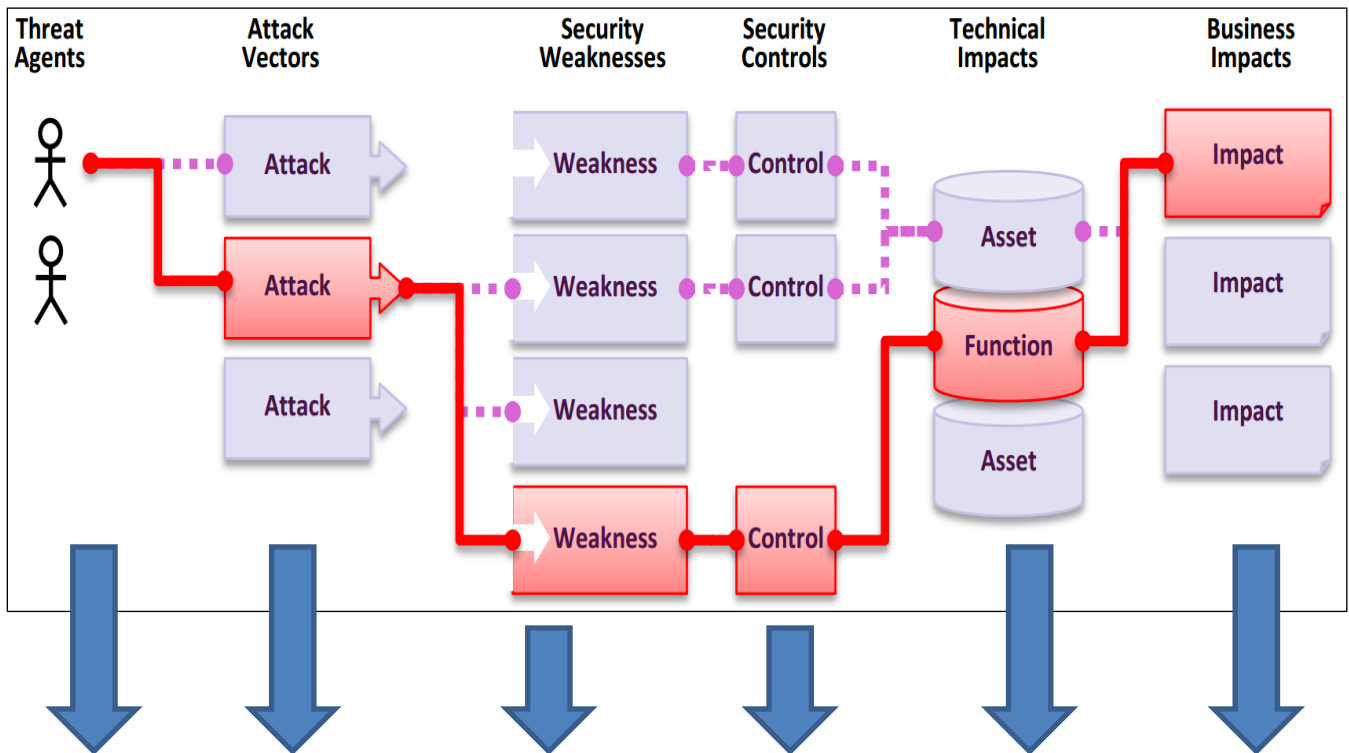 Threat Agents
Attack Vectors
Security Weaknesses
Security Controls
Technical Impacts
Business Impacts
Attack
Weakness
Control
Impact
Asset
Attack
Weakness
Control
Impact
Function
Attack
Weakness
Impact
Asset
Weakness
Control